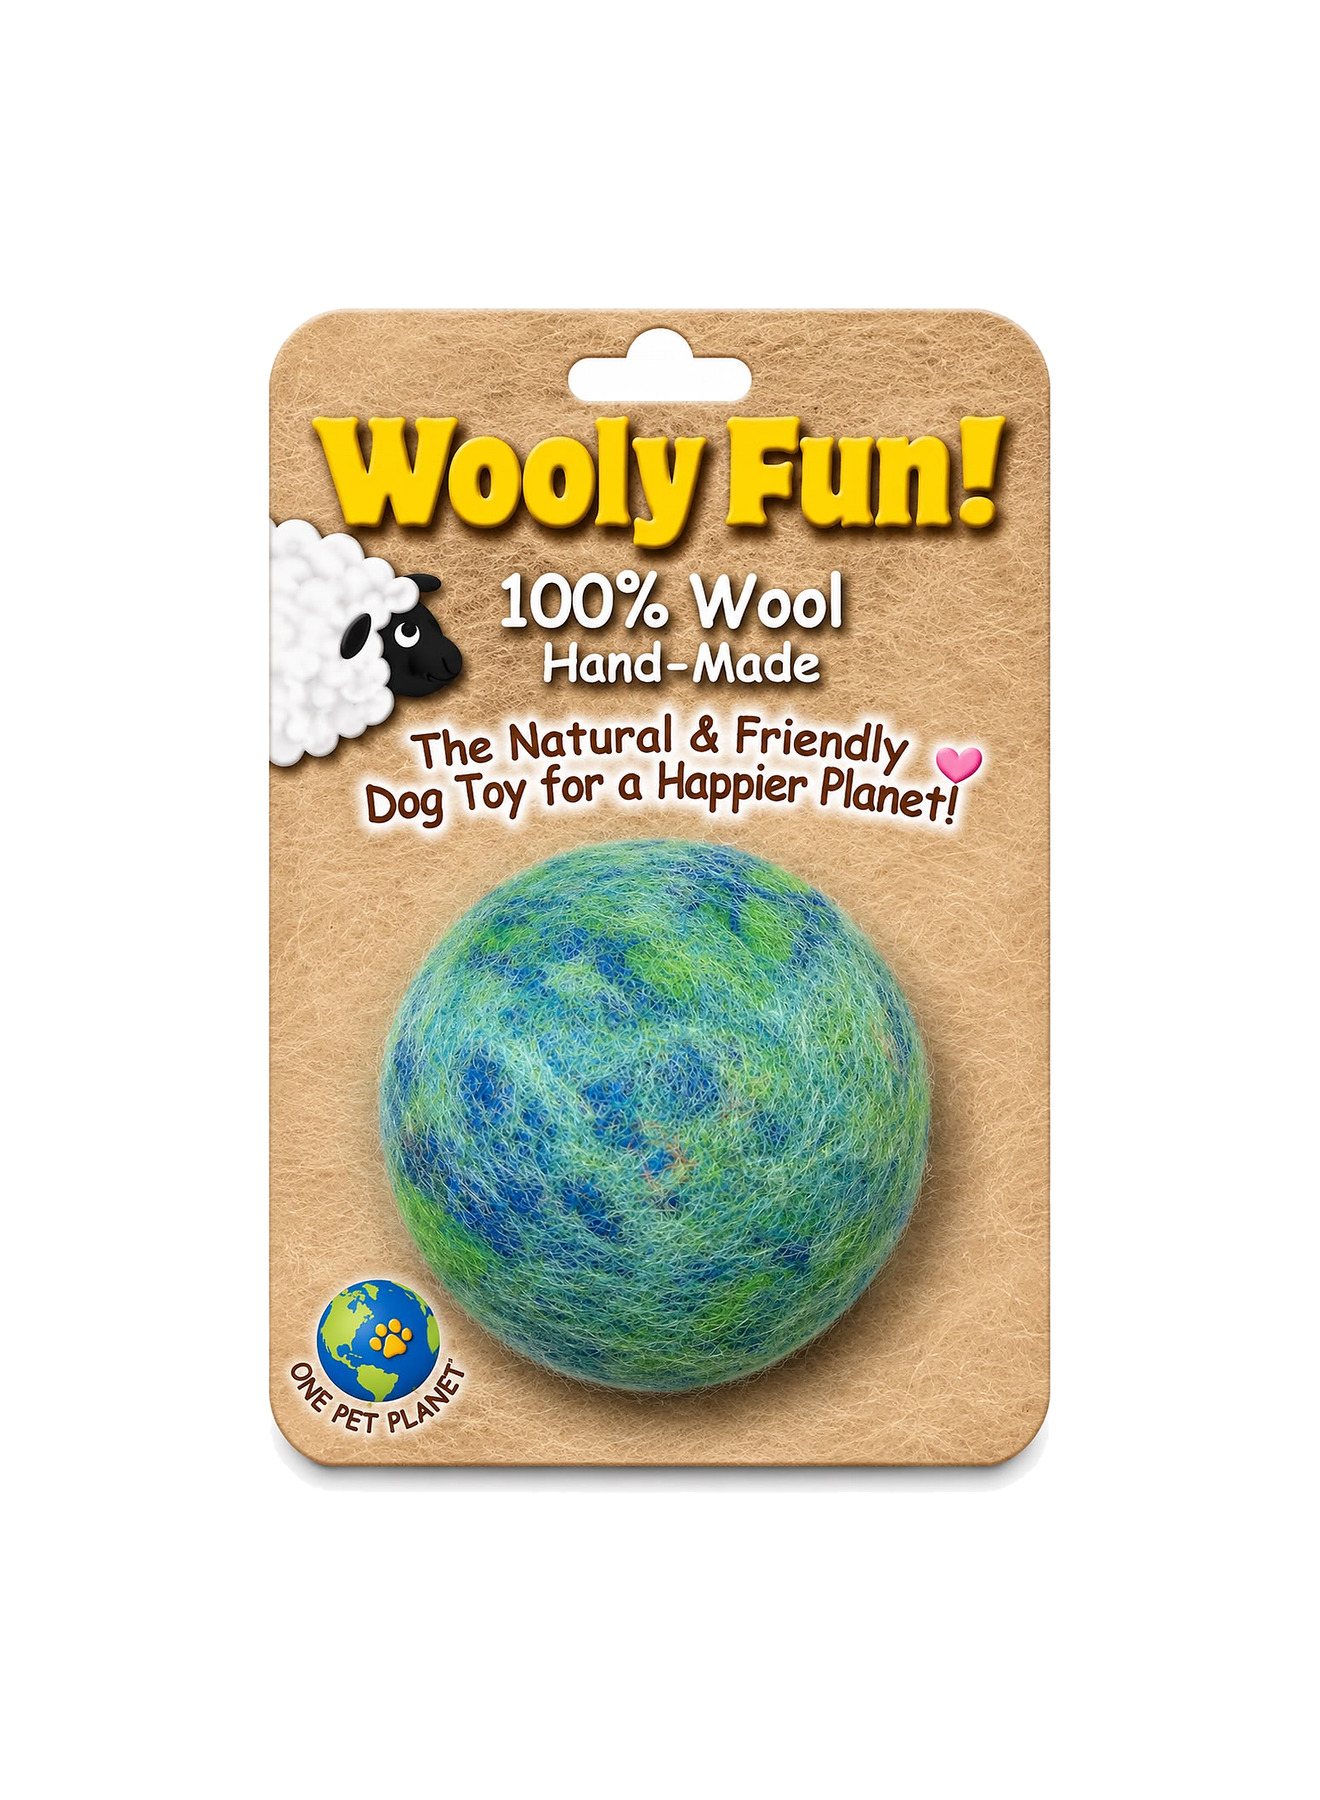 Wooly Fun!
100% Wool
Hand-Made
The Natural & Friendly
Dog Toy for a Happier Planet!
ONE PET PLANET